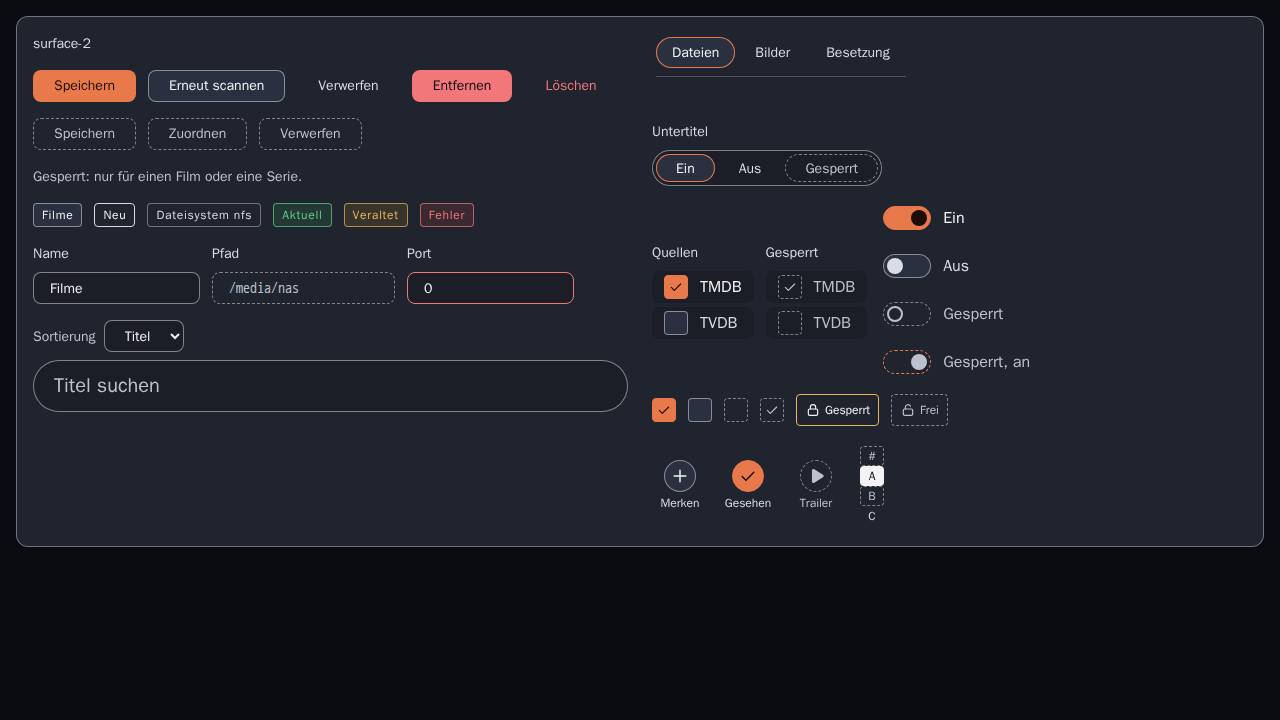 surface-2
Speichern Erneut scannen Verwerfen Entfernen Löschen
Speichern Zuordnen Verwerfen
Gesperrt: nur für einen Film oder eine Serie.
Filme Neu Dateisystem nfs Aktuell Veraltet Fehler
Name Pfad Port
Filme /media/nas 0
Sortierung Titel
Titel suchen
Dateien Bilder Besetzung
Untertitel
Ein Aus Gesperrt
Quellen Gesperrt
TMDB TMDB
TVDB TVDB
Ein
Aus
Gesperrt
Gesperrt, an
Gesperrt Frei
Merken Gesehen Trailer
#
A
B
C